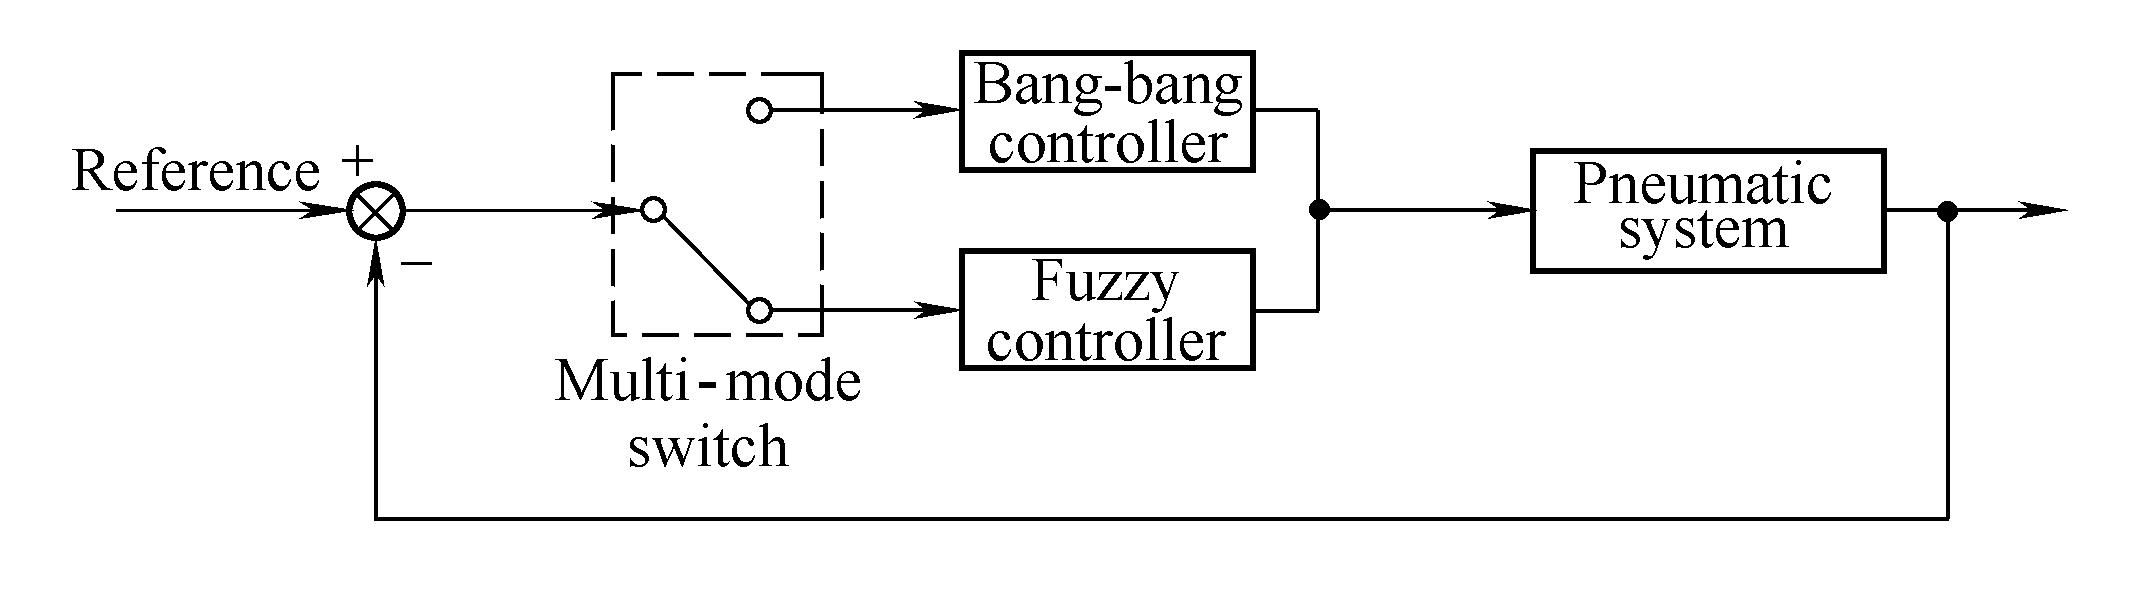 Reference
+
−
Multi-mode
switch
Bang-bang
controller
Fuzzy
controller
Pneumatic
system